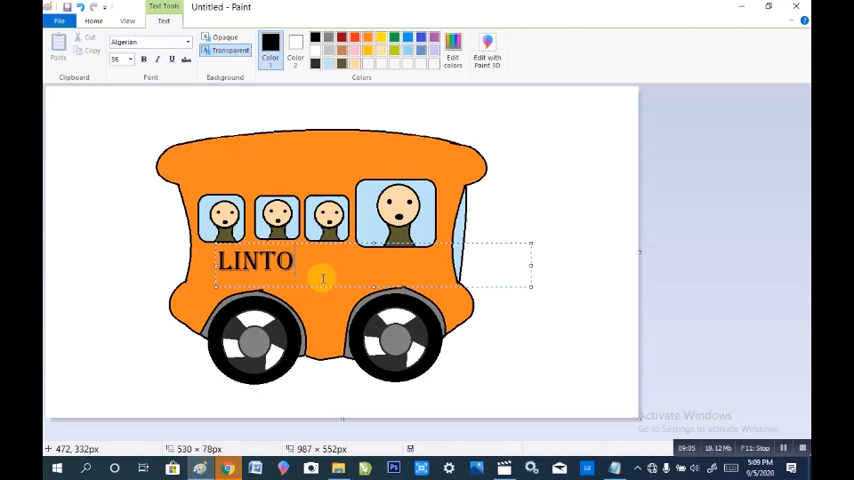 Text Tools
Untitled - Paint
File
Home
View
Text
Paste
Cut
Copy
Clipboard
Algerian
36
B I U abc
Font
Opaque
Transparent
Background
Color 1
Color 2
Edit colors
Colors
Edit with Paint 3D
LINTO
472, 332px
530 × 78px
987 × 552px
Activate Windows
Go to Settings to activate Windows.
09:05
18.12 Mb
F11: Stop
5:09 PM
9/5/2020